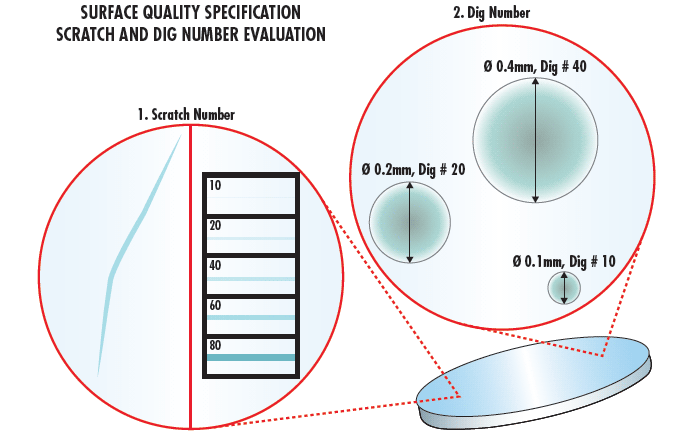 SURFACE QUALITY SPECIFICATION
SCRATCH AND DIG NUMBER EVALUATION
1. Scratch Number
10
20
40
60
80
2. Dig Number
Ø 0.4mm, Dig # 40
Ø 0.2mm, Dig # 20
Ø 0.1mm, Dig # 10